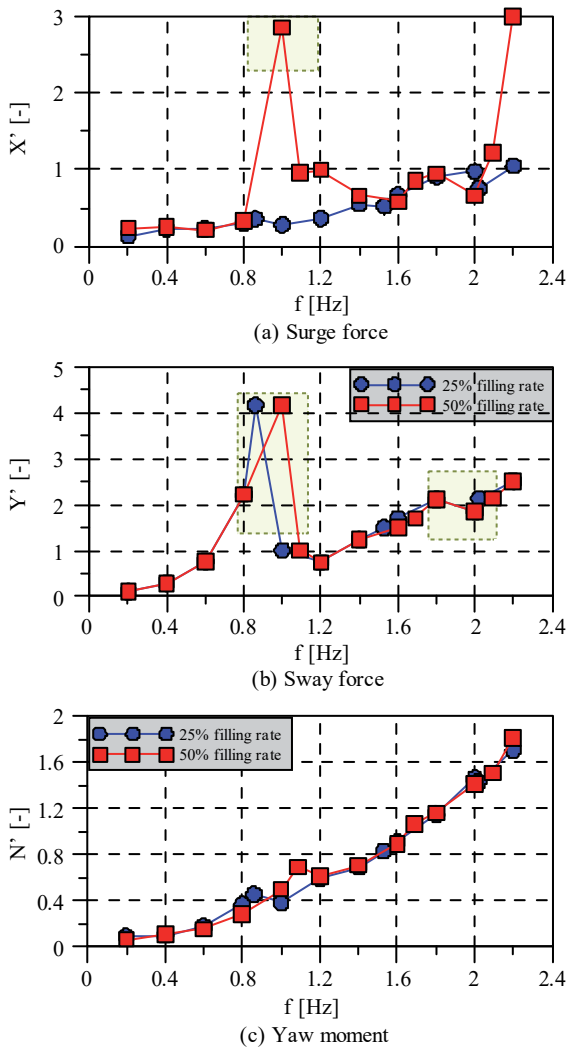 3
2
1
0
X' [-]
0 0.4 0.8 1.2 1.6 2 2.4
f [Hz]
(a) Surge force
5
4
3
2
1
0
Y' [-]
25% filling rate
50% filling rate
0 0.4 0.8 1.2 1.6 2 2.4
f [Hz]
(b) Sway force
2
1.6
1.2
0.8
0.4
0
N' [-]
25% filling rate
50% filling rate
0 0.4 0.8 1.2 1.6 2 2.4
f [Hz]
(c) Yaw moment